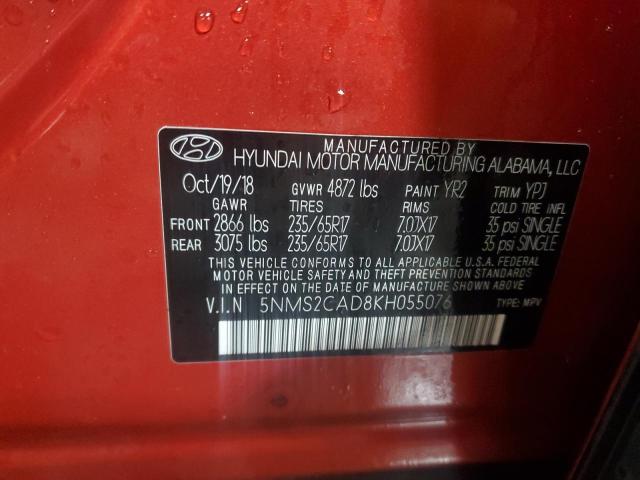 MANUFACTURED BY
HYUNDAI MOTOR MANUFACTURING ALABAMA, LLC
Oct/19/18 GVWR 4872 lbs PAINT YR2 TRIM YPJ
GAWR TIRES RIMS COLD TIRE INFL
FRONT 2866 lbs 235/65R17 7.0JX17 35 psi SINGLE
REAR 3075 lbs 235/65R17 7.0JX17 35 psi SINGLE
THIS VEHICLE CONFORMS TO ALL APPLICABLE U.S.A. FEDERAL
MOTOR VEHICLE SAFETY AND THEFT PREVENTION STANDARDS
IN EFFECT ON THE DATE OF MANUFACTURE SHOWN ABOVE.
V.I.N 5NMS2CAD8KH055076 TYPE: MPV